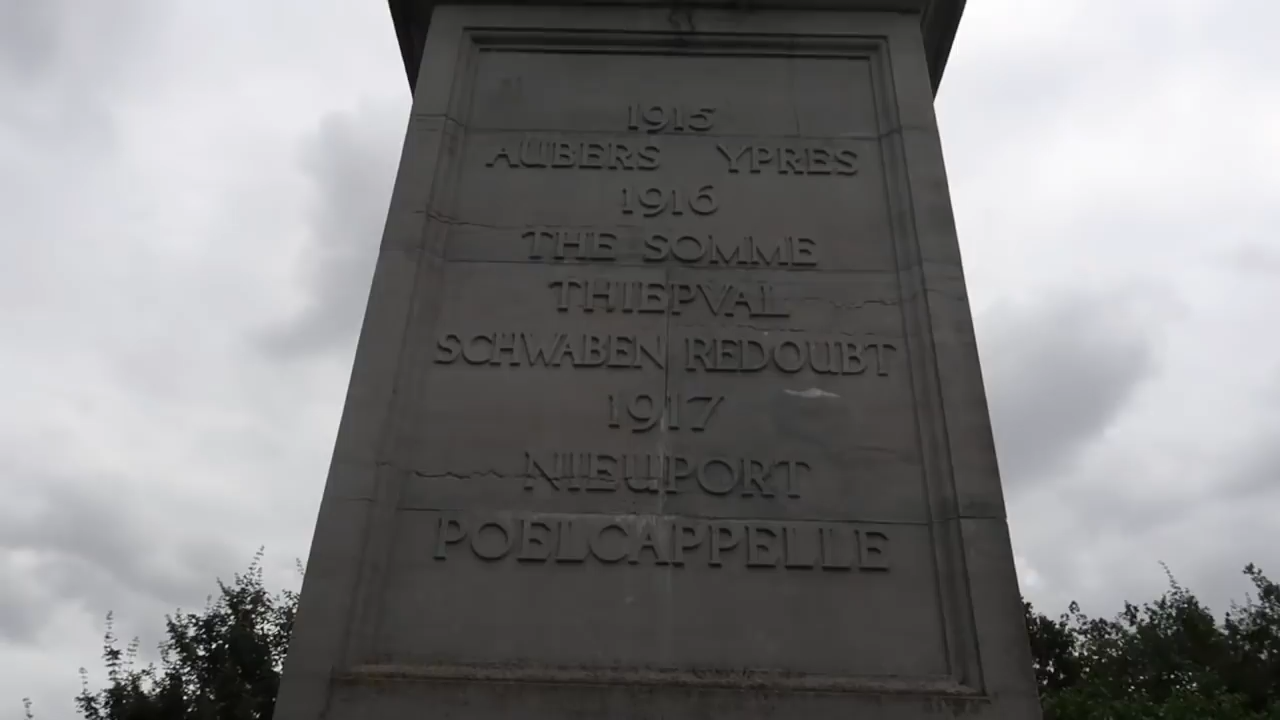 1915
AUBERS YPRES
1916
THE SOMME
THIEPVAL
SCHWABEN REDOUBT
1917
NIEUPORT
POELCAPPELLE